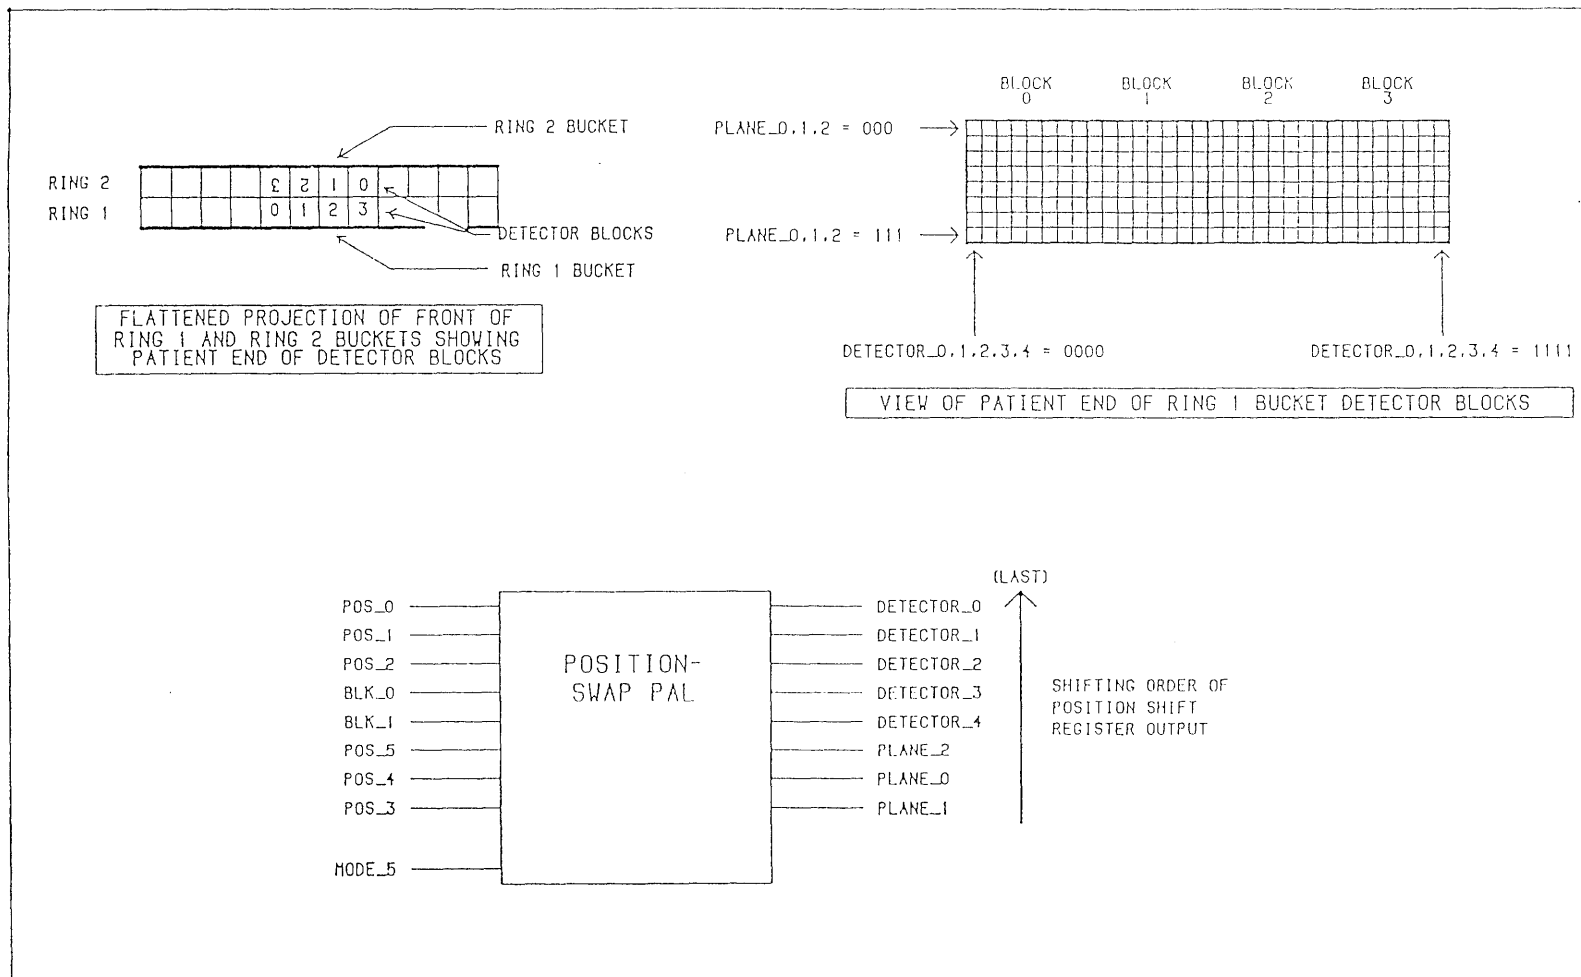 BLOCK 0
BLOCK 1
BLOCK 2
BLOCK 3
RING 2 BUCKET
PLANE_0,1,2 = 000
RING 2
3 2 1 0
RING 1
0 1 2 3
DETECTOR BLOCKS
PLANE_0,1,2 = 111
RING 1 BUCKET
FLATTENED PROJECTION OF FRONT OF
RING 1 AND RING 2 BUCKETS SHOWING
PATIENT END OF DETECTOR BLOCKS
DETECTOR_0,1,2,3,4 = 0000
DETECTOR_0,1,2,3,4 = 1111
VIEW OF PATIENT END OF RING 1 BUCKET DETECTOR BLOCKS
(LAST)
POS_0
POS_1
POS_2
BLK_0
BLK_1
POS_5
POS_4
POS_3
MODE_5
POSITION-
SWAP PAL
DETECTOR_0
DETECTOR_1
DETECTOR_2
DETECTOR_3
DETECTOR_4
PLANE_2
PLANE_0
PLANE_1
SHIFTING ORDER OF
POSITION SHIFT
REGISTER OUTPUT